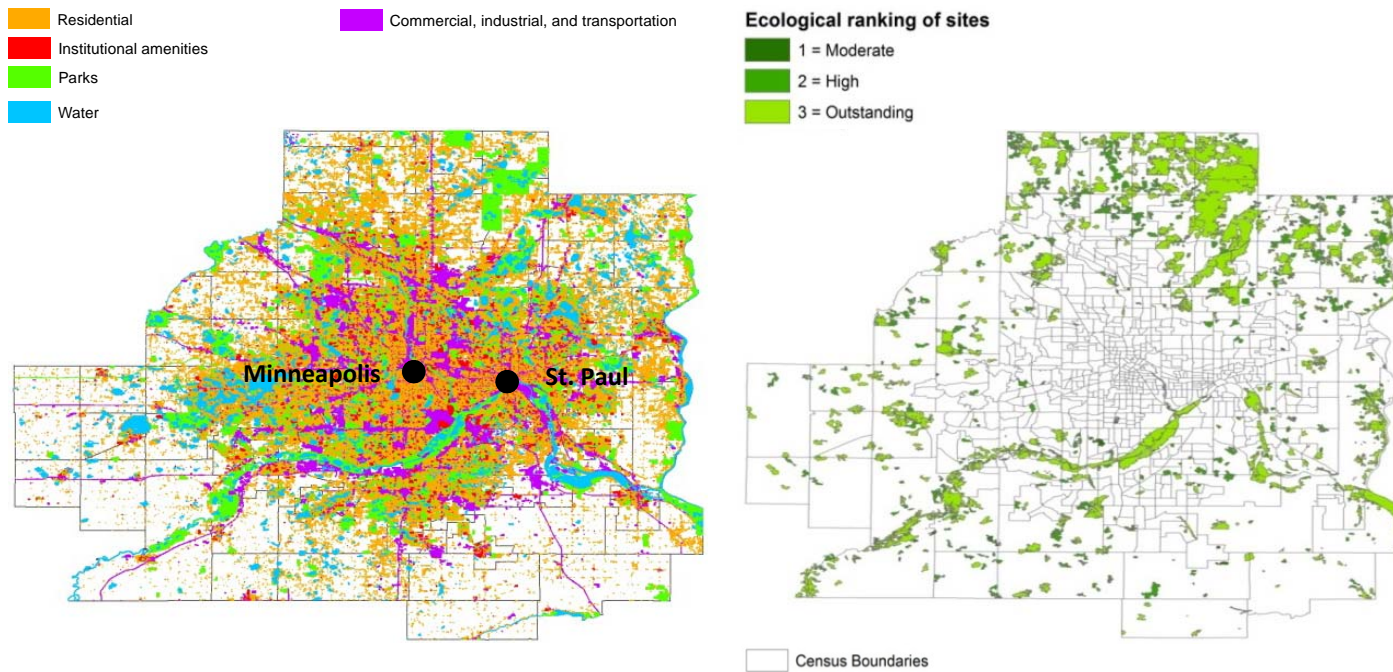 Residential
Institutional amenities
Parks
Water
Commercial, industrial, and transportation
Minneapolis
St. Paul
Ecological ranking of sites
1 = Moderate
2 = High
3 = Outstanding
Census Boundaries